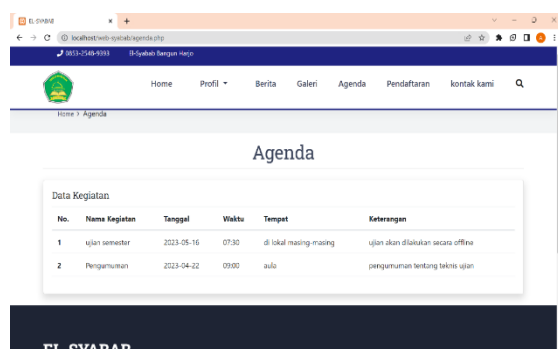 EL-SYABAB
localhost/web-syabab/agenda.php
0853-2546-9393 El-Syabab Bangun Harjo
Home Profil Berita Galeri Agenda Pendaftaran kontak kami
Home > Agenda
Agenda
Data Kegiatan
No. Nama Kegiatan Tanggal Waktu Tempat Keterangan
1 ujian semester 2023-05-16 07:30 di lokal masing-masing ujian akan dilakukan secara offline
2 Pengumuman 2023-04-22 09:00 aula pengumuman tentang teknis ujian
EL-SYABAB